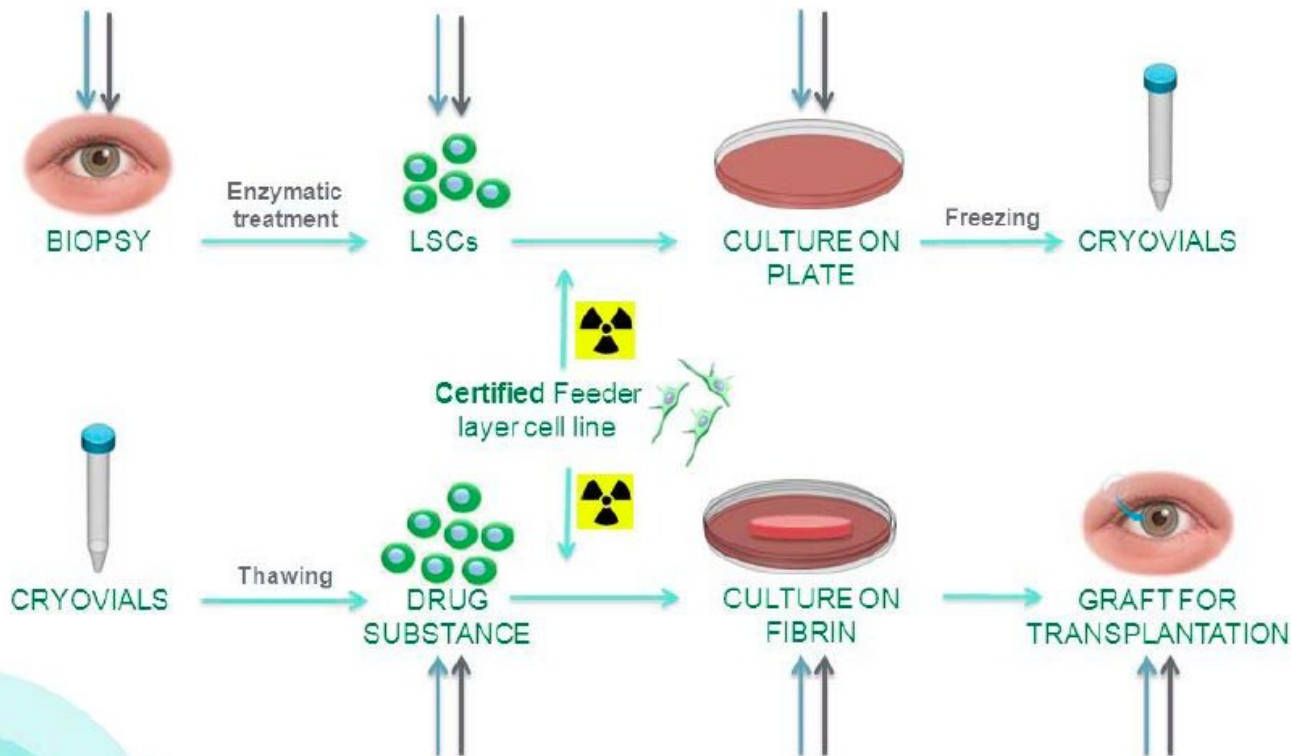 Enzymatic
treatment
BIOPSY
LSCs
CULTURE ON
PLATE
Freezing
CRYOVIALS
Certified Feeder
layer cell line
CRYOVIALS
Thawing
DRUG
SUBSTANCE
CULTURE ON
FIBRIN
GRAFT FOR
TRANSPLANTATION